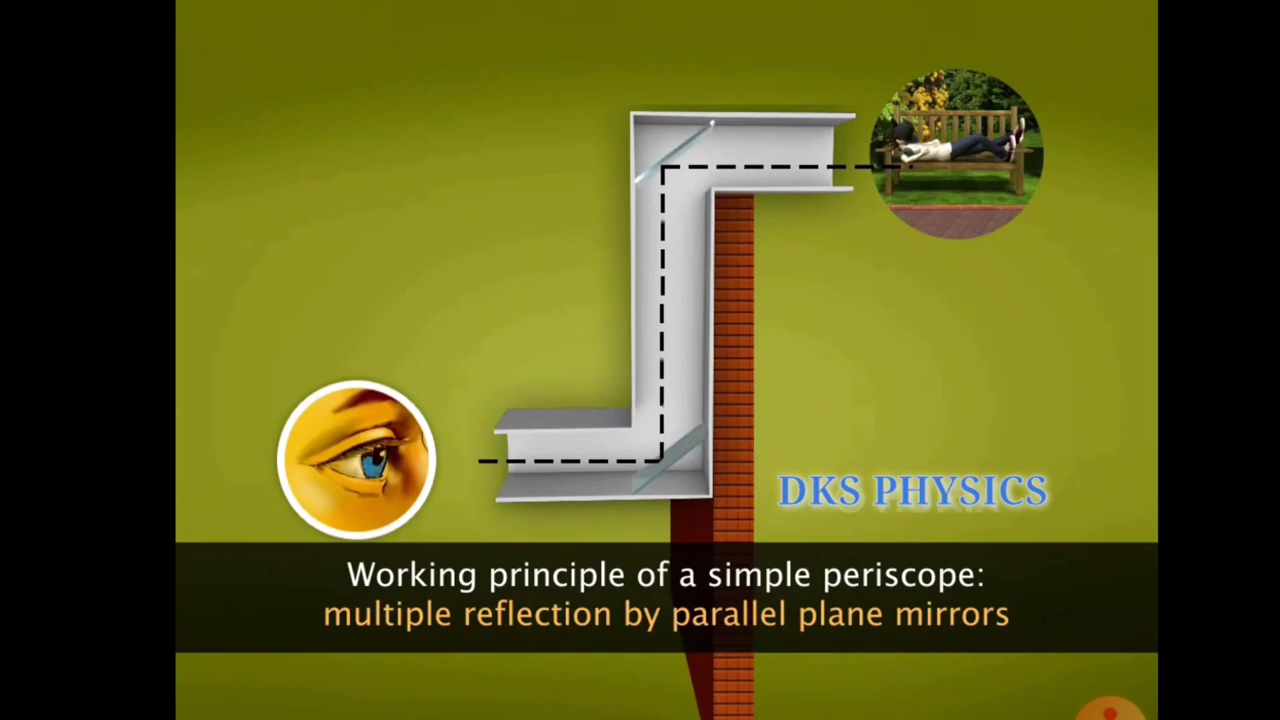 DKS PHYSICS
Working principle of a simple periscope:
multiple reflection by parallel plane mirrors